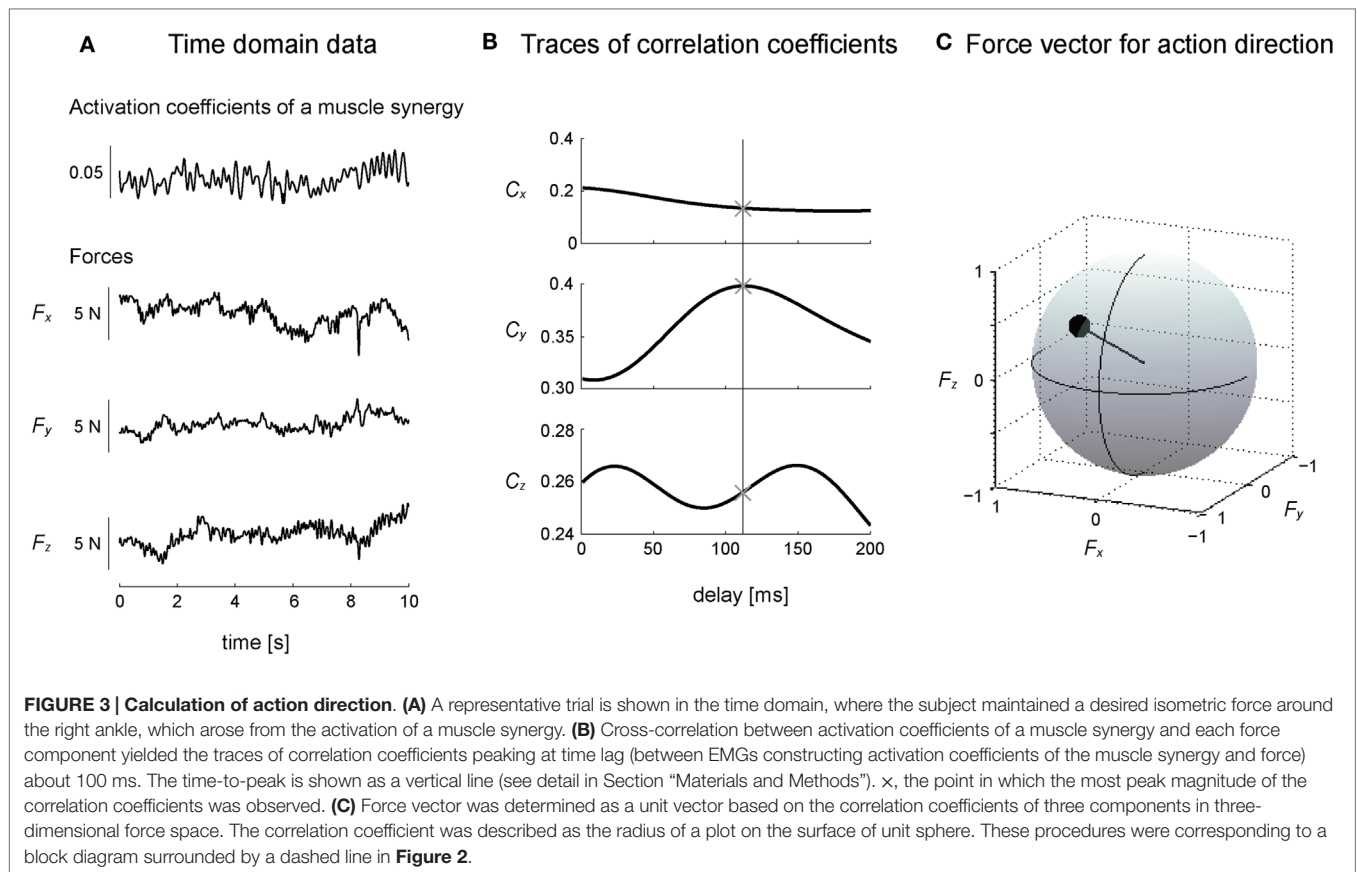 A Time domain data
Activation coefficients of a muscle synergy
0.05
Forces
Fx 5 N
Fy 5 N
Fz 5 N
0 2 4 6 8 10
time [s]
B Traces of correlation coefficients
0.4
Cx 0.2
0
0.4
Cy 0.35
0.30
0.28
Cz 0.26
0.24
0 50 100 150 200
delay [ms]
C Force vector for action direction
1
Fz 0
−1
1 0 −1
Fx
1 0 −1
Fy
FIGURE 3 | Calculation of action direction. (A) A representative trial is shown in the time domain, where the subject maintained a desired isometric force around
the right ankle, which arose from the activation of a muscle synergy. (B) Cross-correlation between activation coefficients of a muscle synergy and each force
component yielded the traces of correlation coefficients peaking at time lag (between EMGs constructing activation coefficients of the muscle synergy and force)
about 100 ms. The time-to-peak is shown as a vertical line (see detail in Section “Materials and Methods”). ×, the point in which the most peak magnitude of the
correlation coefficients was observed. (C) Force vector was determined as a unit vector based on the correlation coefficients of three components in three-
dimensional force space. The correlation coefficient was described as the radius of a plot on the surface of unit sphere. These procedures were corresponding to a
block diagram surrounded by a dashed line in Figure 2.